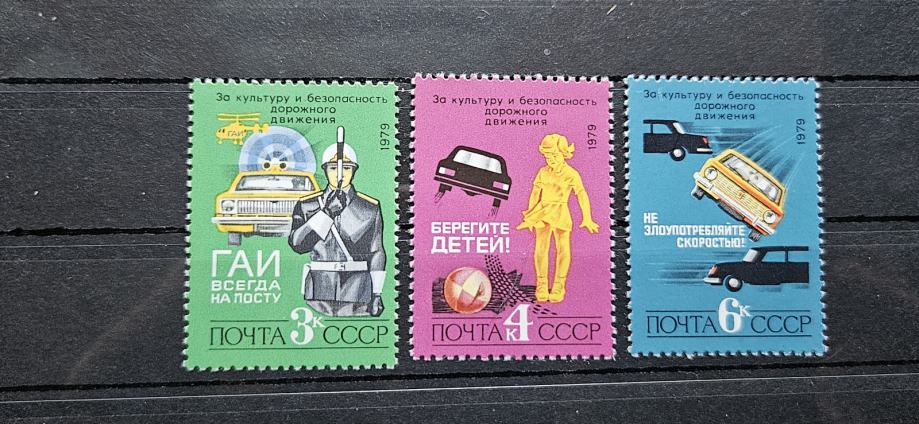 За культуру и безопасность
дорожного
движения
1979
ГАИ
ГАИ
ВСЕГДА
НА ПОСТУ
ПОЧТА 3к СССР
За культуру и безопасность
дорожного
движения
1979
БЕРЕГИТЕ
ДЕТЕЙ!
ПОЧТА 4к СССР
За культуру и безопасность
дорожного
движения
1979
НЕ
ЗЛОУПОТРЕБЛЯЙТЕ
СКОРОСТЬЮ!
ПОЧТА 6к СССР